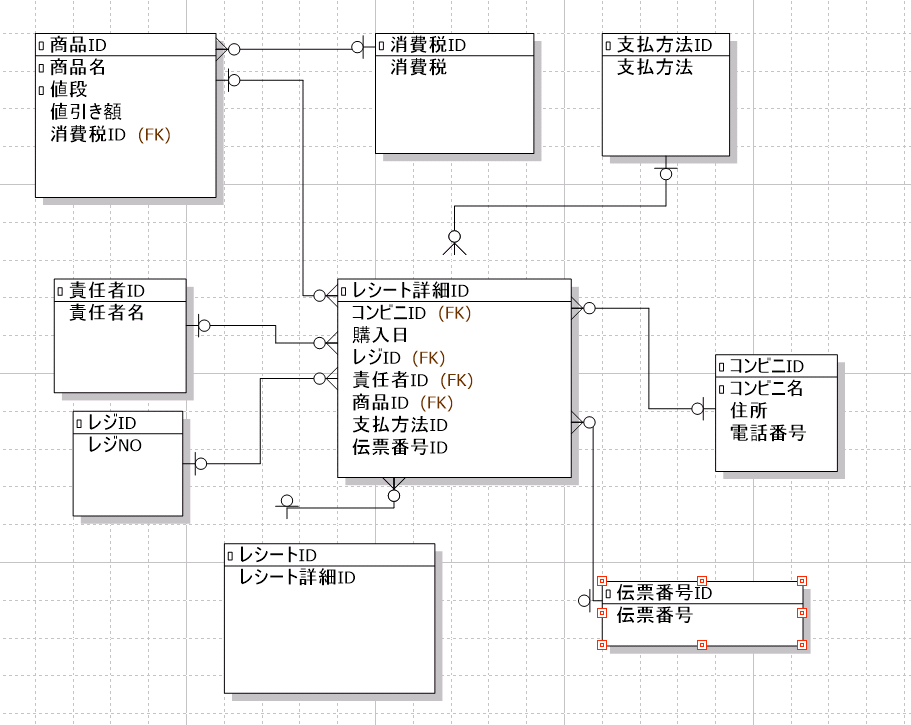 商品ID
商品名
値段
値引き額
消費税ID (FK)
消費税ID
消費税
支払方法ID
支払方法
責任者ID
責任者名
レジID
レジNO
レシート詳細ID
コンビニID (FK)
購入日
レジID (FK)
責任者ID (FK)
商品ID (FK)
支払方法ID
伝票番号ID
コンビニID
コンビニ名
住所
電話番号
レシートID
レシート詳細ID
伝票番号ID
伝票番号